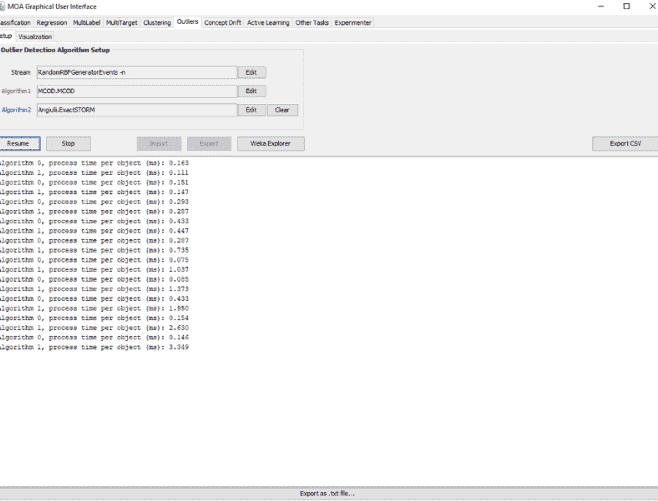 MOA Graphical User Interface
assification Regression MultiLabel MultiTarget Clustering Outliers Concept Drift Active Learning Other Tasks Experimenter
etup Visualization
Outlier Detection Algorithm Setup
Stream RandomRBFGeneratorEvents -n Edit
Algorithm1 MCOD.MCOD Edit
Algorithm2 Angiulli.ExactSTORM Edit Clear
Resume Stop Import Export Weka Explorer Export CSV
Algorithm 0, process time per object (ms): 0.163
Algorithm 1, process time per object (ms): 0.111
Algorithm 0, process time per object (ms): 0.151
Algorithm 1, process time per object (ms): 0.147
Algorithm 0, process time per object (ms): 0.293
Algorithm 1, process time per object (ms): 0.287
Algorithm 0, process time per object (ms): 0.433
Algorithm 1, process time per object (ms): 0.447
Algorithm 0, process time per object (ms): 0.287
Algorithm 1, process time per object (ms): 0.735
Algorithm 0, process time per object (ms): 0.075
Algorithm 1, process time per object (ms): 1.037
Algorithm 0, process time per object (ms): 0.085
Algorithm 1, process time per object (ms): 1.373
Algorithm 0, process time per object (ms): 0.433
Algorithm 1, process time per object (ms): 1.950
Algorithm 0, process time per object (ms): 0.154
Algorithm 1, process time per object (ms): 2.630
Algorithm 0, process time per object (ms): 0.146
Algorithm 1, process time per object (ms): 3.349
Export as .txt file...